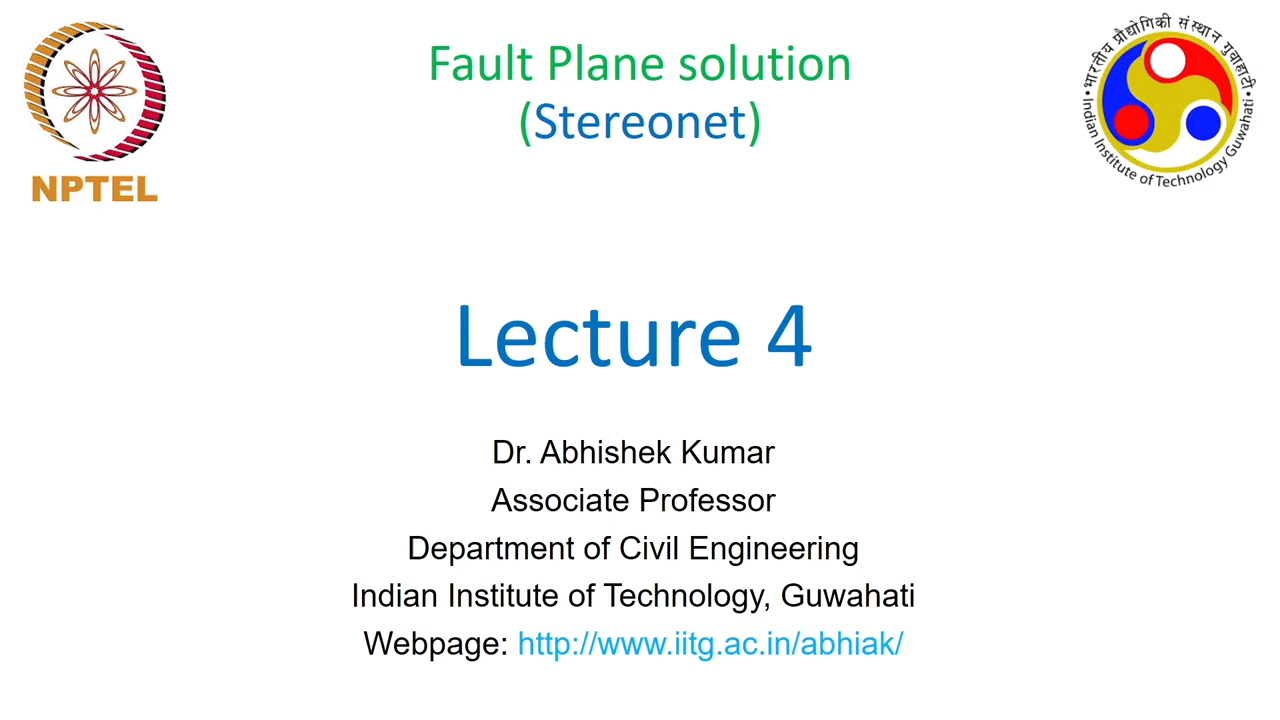 Fault Plane solution
(Stereonet)
NPTEL
भारतीय प्रौद्योगिकी संस्थान गुवाहाटी
Indian Institute of Technology Guwahati
Lecture 4
Dr. Abhishek Kumar
Associate Professor
Department of Civil Engineering
Indian Institute of Technology, Guwahati
Webpage: http://www.iitg.ac.in/abhiak/